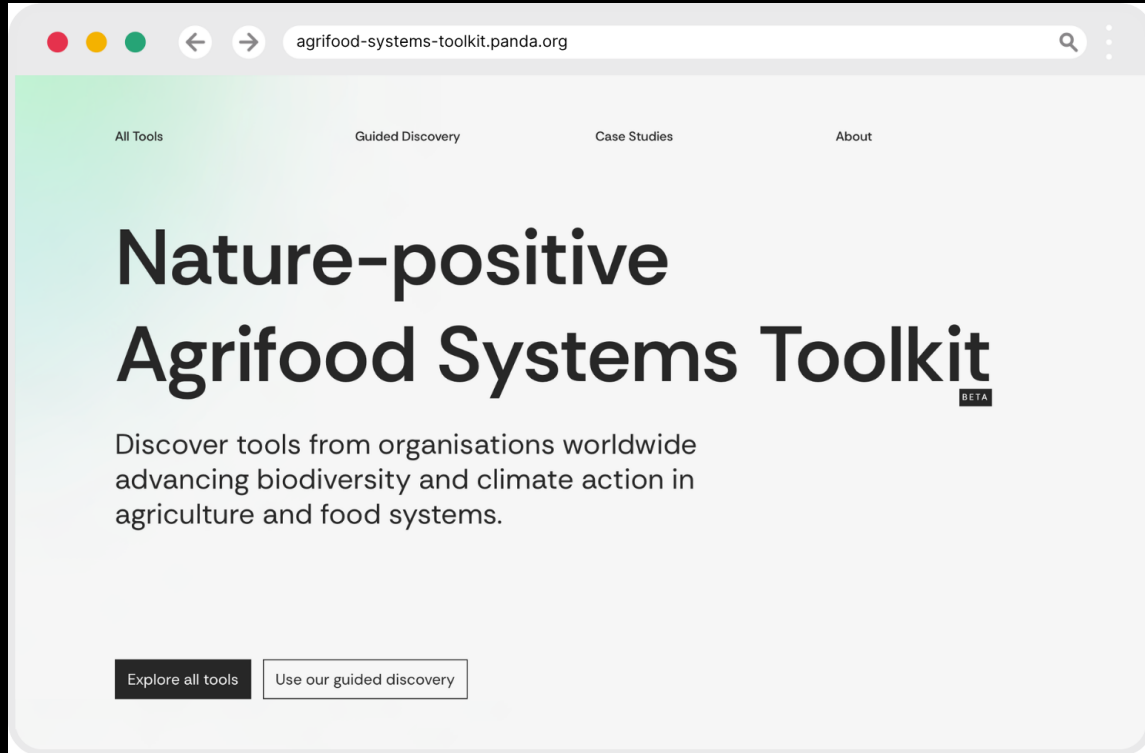 agrifood-systems-toolkit.panda.org
All Tools Guided Discovery Case Studies About
Nature-positive
Agrifood Systems Toolkit
BETA
Discover tools from organisations worldwide
advancing biodiversity and climate action in
agriculture and food systems.
Explore all tools Use our guided discovery